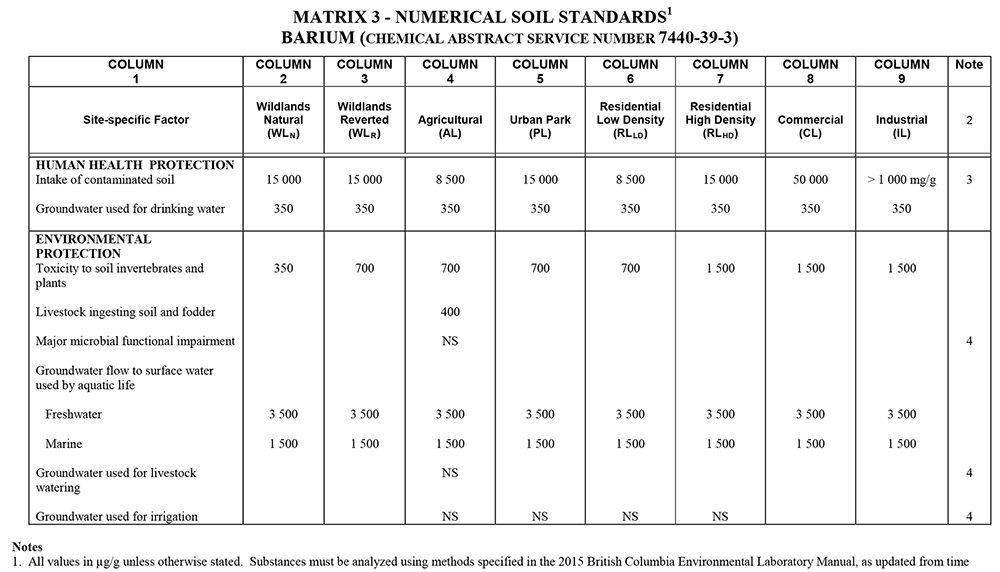 MATRIX 3 - NUMERICAL SOIL STANDARDS1
BARIUM (CHEMICAL ABSTRACT SERVICE NUMBER 7440-39-3)
COLUMN 1 COLUMN 2 COLUMN 3 COLUMN 4 COLUMN 5 COLUMN 6 COLUMN 7 COLUMN 8 COLUMN 9 Note
Site-specific Factor Wildlands Natural (WLN) Wildlands Reverted (WLR) Agricultural (AL) Urban Park (PL) Residential Low Density (RLLD) Residential High Density (RLHD) Commercial (CL) Industrial (IL) 2
HUMAN HEALTH PROTECTION
Intake of contaminated soil 15 000 15 000 8 500 15 000 8 500 15 000 50 000 > 1 000 mg/g 3
Groundwater used for drinking water 350 350 350 350 350 350 350 350
ENVIRONMENTAL
PROTECTION
Toxicity to soil invertebrates and 350 700 700 700 700 1 500 1 500 1 500
plants
Livestock ingesting soil and fodder 400
Major microbial functional impairment NS 4
Groundwater flow to surface water
used by aquatic life
Freshwater 3 500 3 500 3 500 3 500 3 500 3 500 3 500 3 500
Marine 1 500 1 500 1 500 1 500 1 500 1 500 1 500 1 500
Groundwater used for livestock NS 4
watering
Groundwater used for irrigation NS NS NS NS 4
Notes
1. All values in µg/g unless otherwise stated. Substances must be analyzed using methods specified in the 2015 British Columbia Environmental Laboratory Manual, as updated from time